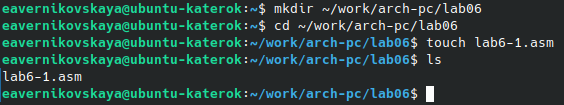 eavernikovskaya@ubuntu-katerok:~$ mkdir ~/work/arch-pc/lab06
eavernikovskaya@ubuntu-katerok:~$ cd ~/work/arch-pc/lab06
eavernikovskaya@ubuntu-katerok:~/work/arch-pc/lab06$ touch lab6-1.asm
eavernikovskaya@ubuntu-katerok:~/work/arch-pc/lab06$ ls
lab6-1.asm
eavernikovskaya@ubuntu-katerok:~/work/arch-pc/lab06$